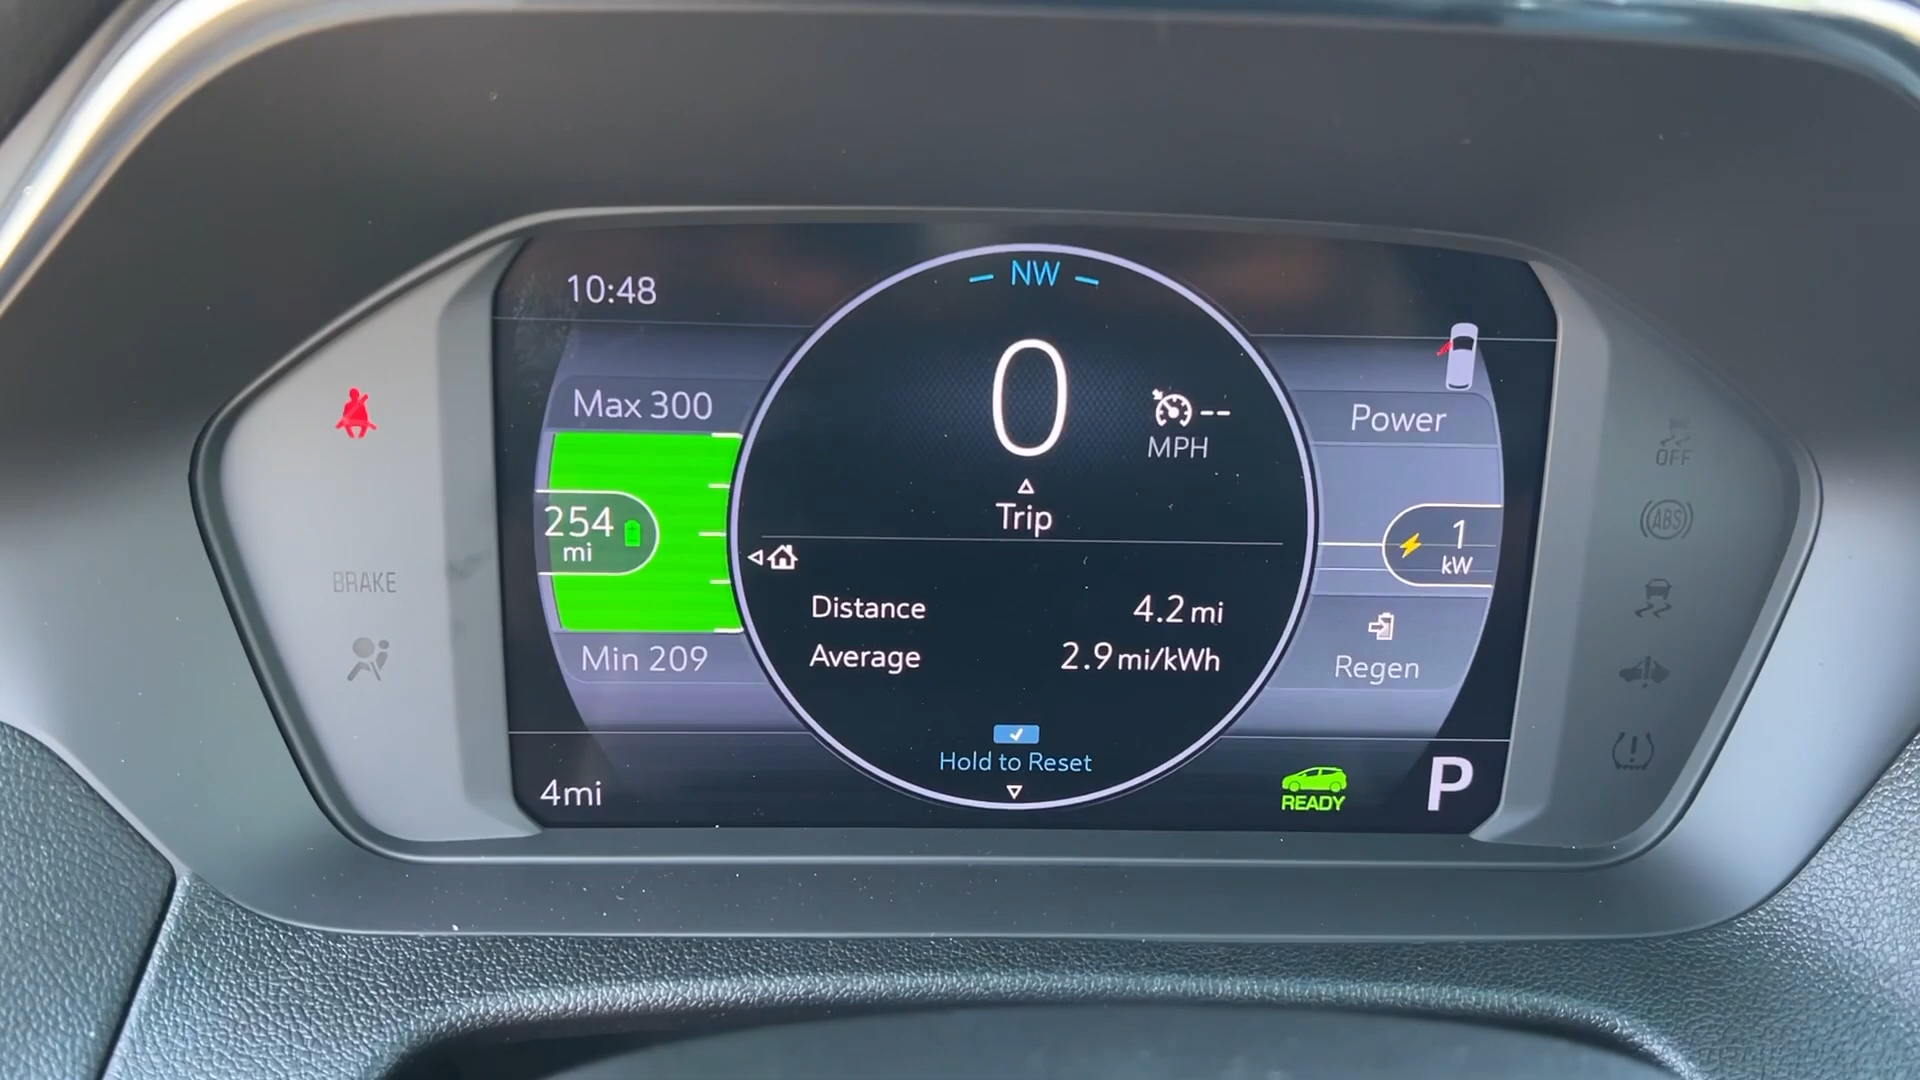 NW
10:48
0
Max 300
--
MPH
Power
OFF
254
mi
Trip
1
kW
ABS
BRAKE
Distance 4.2 mi
Average 2.9 mi/kWh
Min 209
Regen
Hold to Reset
4mi
READY
P